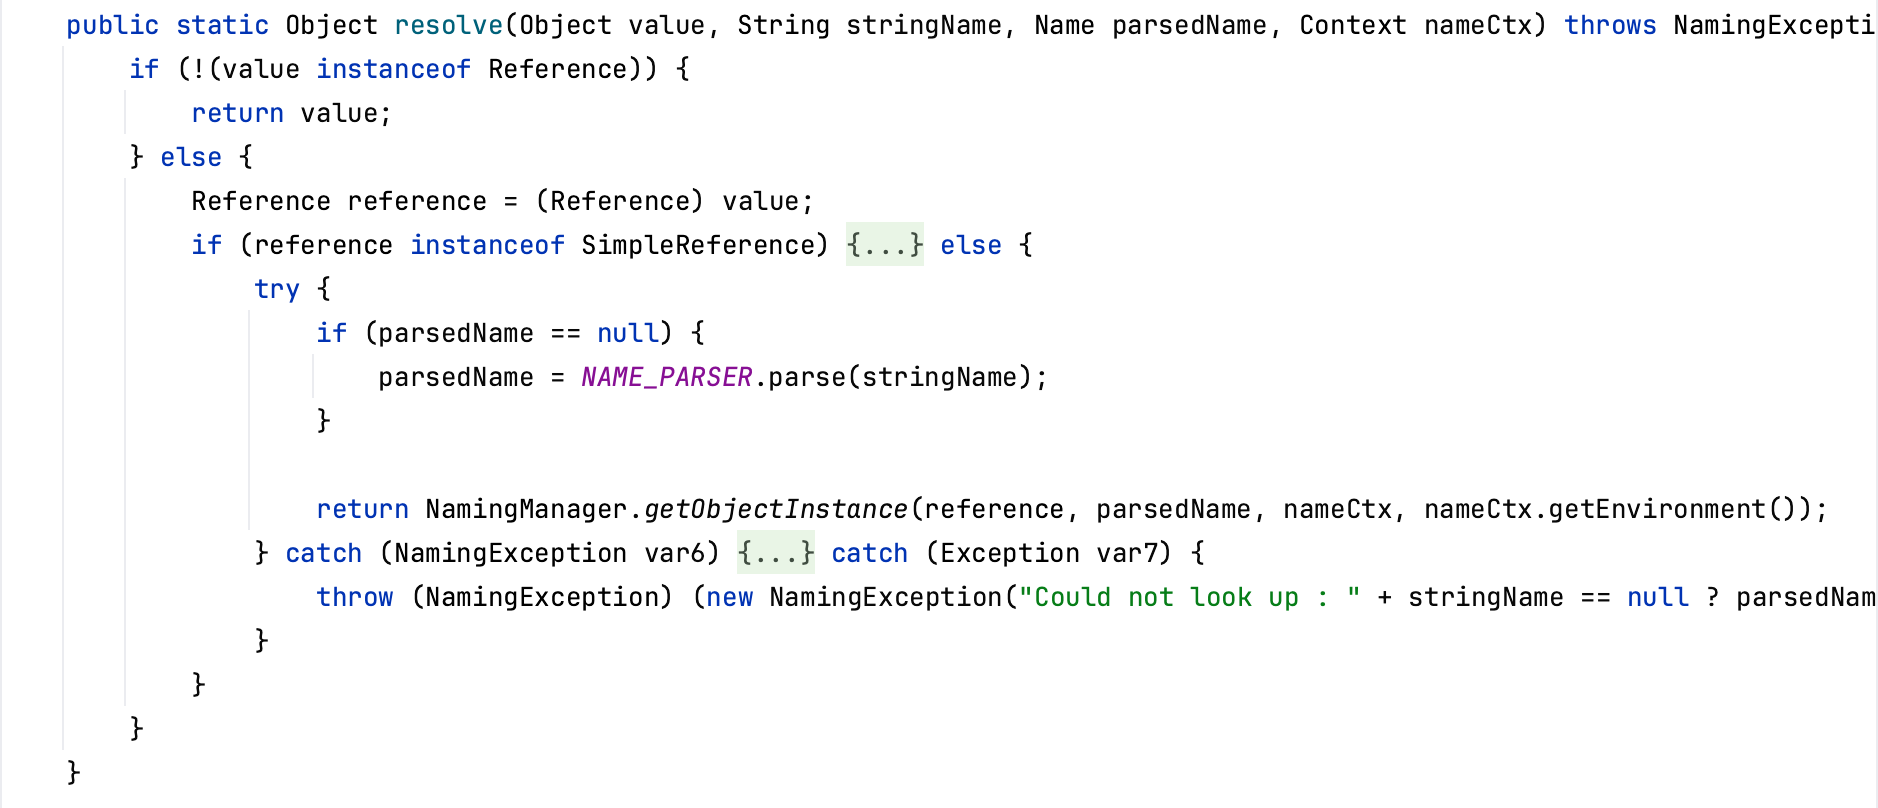 public static Object resolve(Object value, String stringName, Name parsedName, Context nameCtx) throws NamingExcepti
if (!(value instanceof Reference)) {
return value;
} else {
Reference reference = (Reference) value;
if (reference instanceof SimpleReference) {...} else {
try {
if (parsedName == null) {
parsedName = NAME_PARSER.parse(stringName);
}
return NamingManager.getObjectInstance(reference, parsedName, nameCtx, nameCtx.getEnvironment());
} catch (NamingException var6) {...} catch (Exception var7) {
throw (NamingException) (new NamingException("Could not look up : " + stringName == null ? parsedNam
}
}
}
}